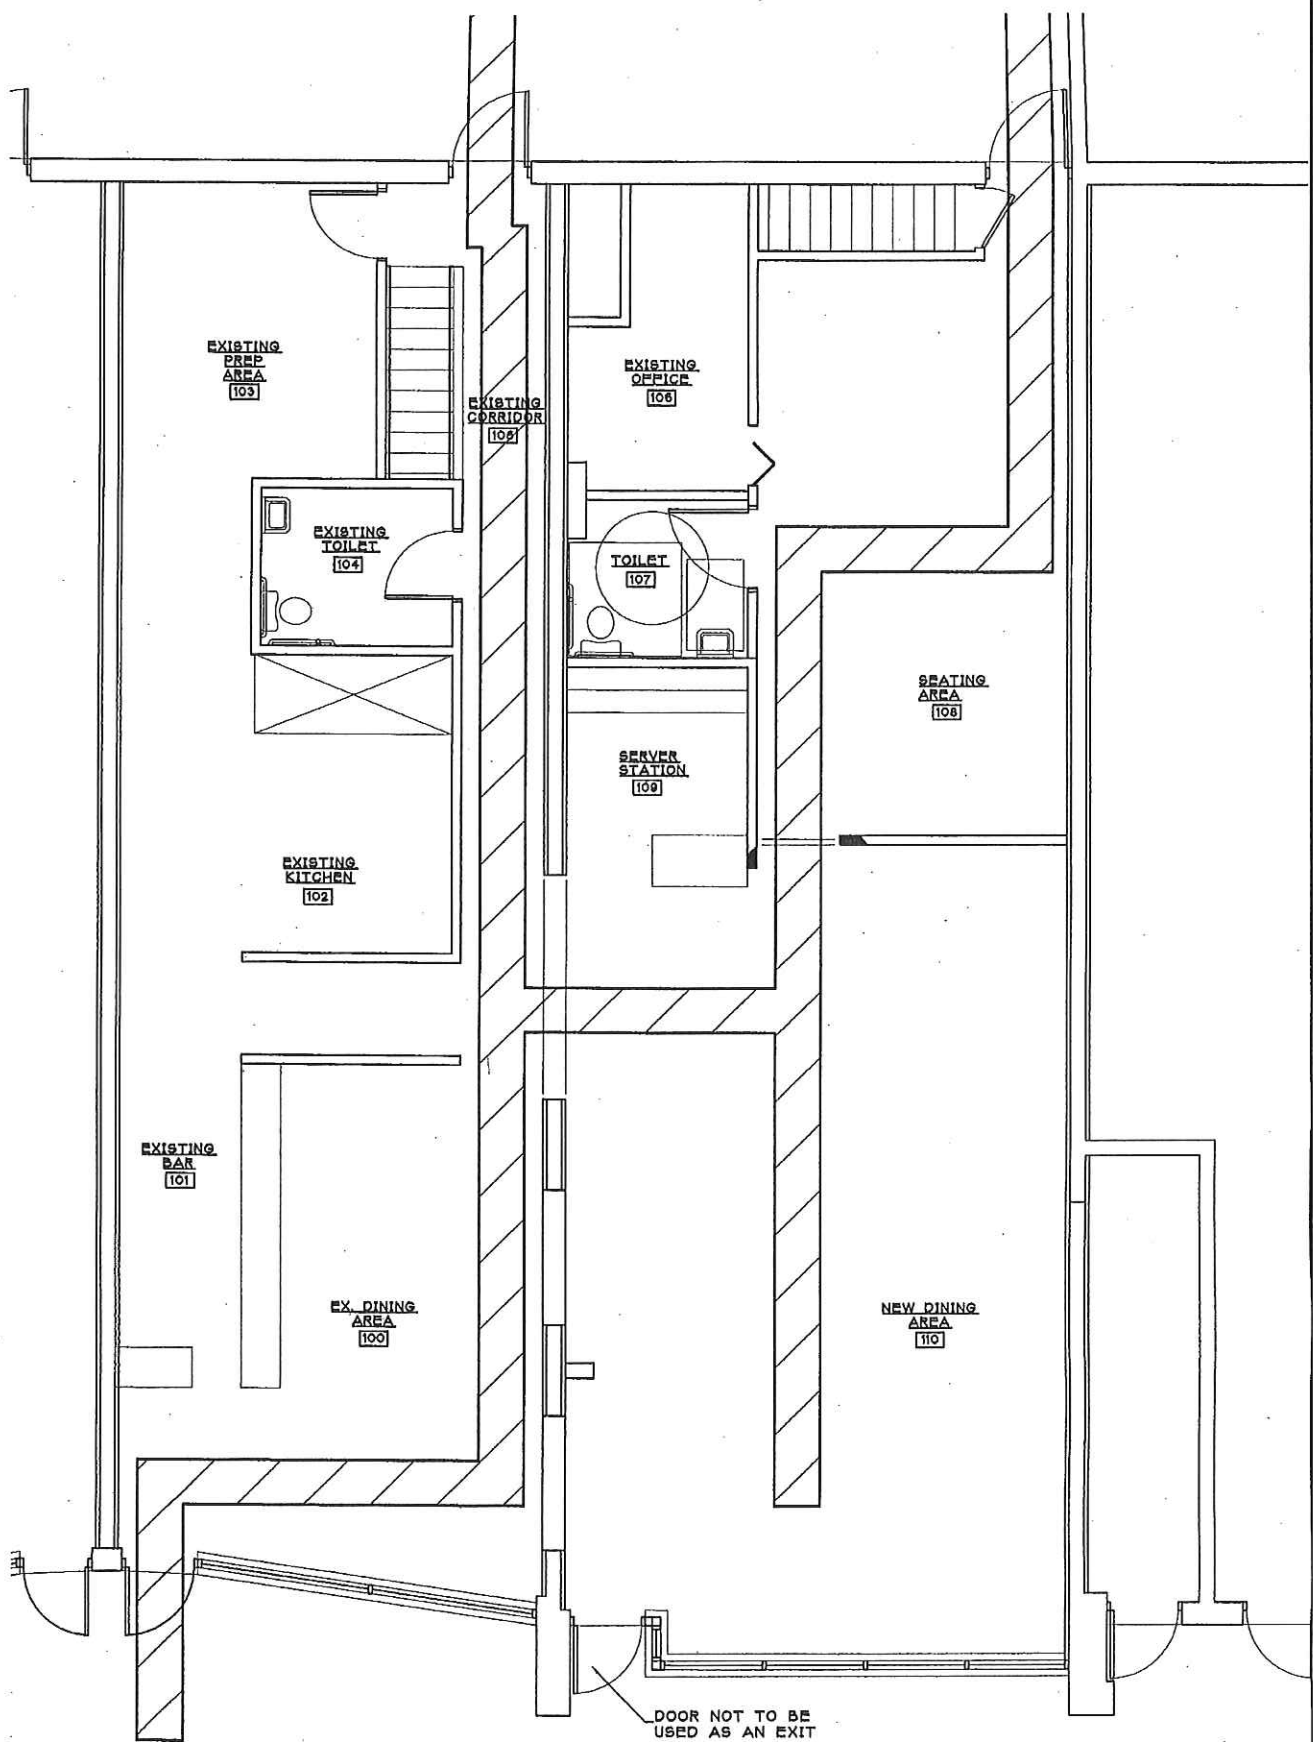 EXISTING
PREP
AREA
103
EXISTING
OFFICE
106
EXISTING
CORRIDOR
105
EXISTING
TOILET
104
TOILET
107
SEATING
AREA
108
SERVER
STATION
109
EXISTING
KITCHEN
102
EXISTING
BAR
101
EX. DINING
AREA
100
NEW DINING
AREA
110
DOOR NOT TO BE
USED AS AN EXIT